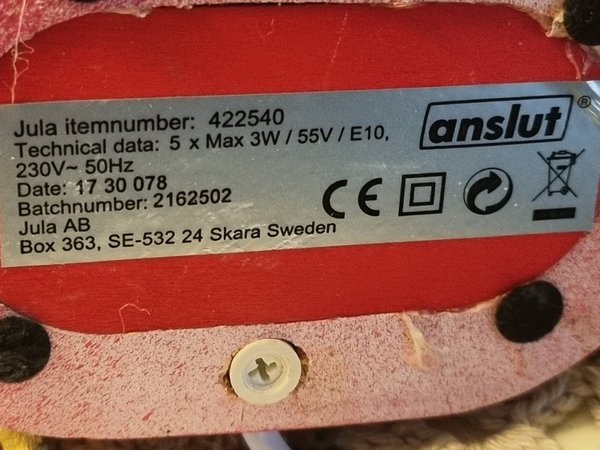 Jula itemnumber: 422540
Technical data: 5 x Max 3W / 55V / E10,
230V~ 50Hz
Date: 17 30 078
Batchnumber: 2162502
Jula AB
Box 363, SE-532 24 Skara Sweden
anslut®
CE